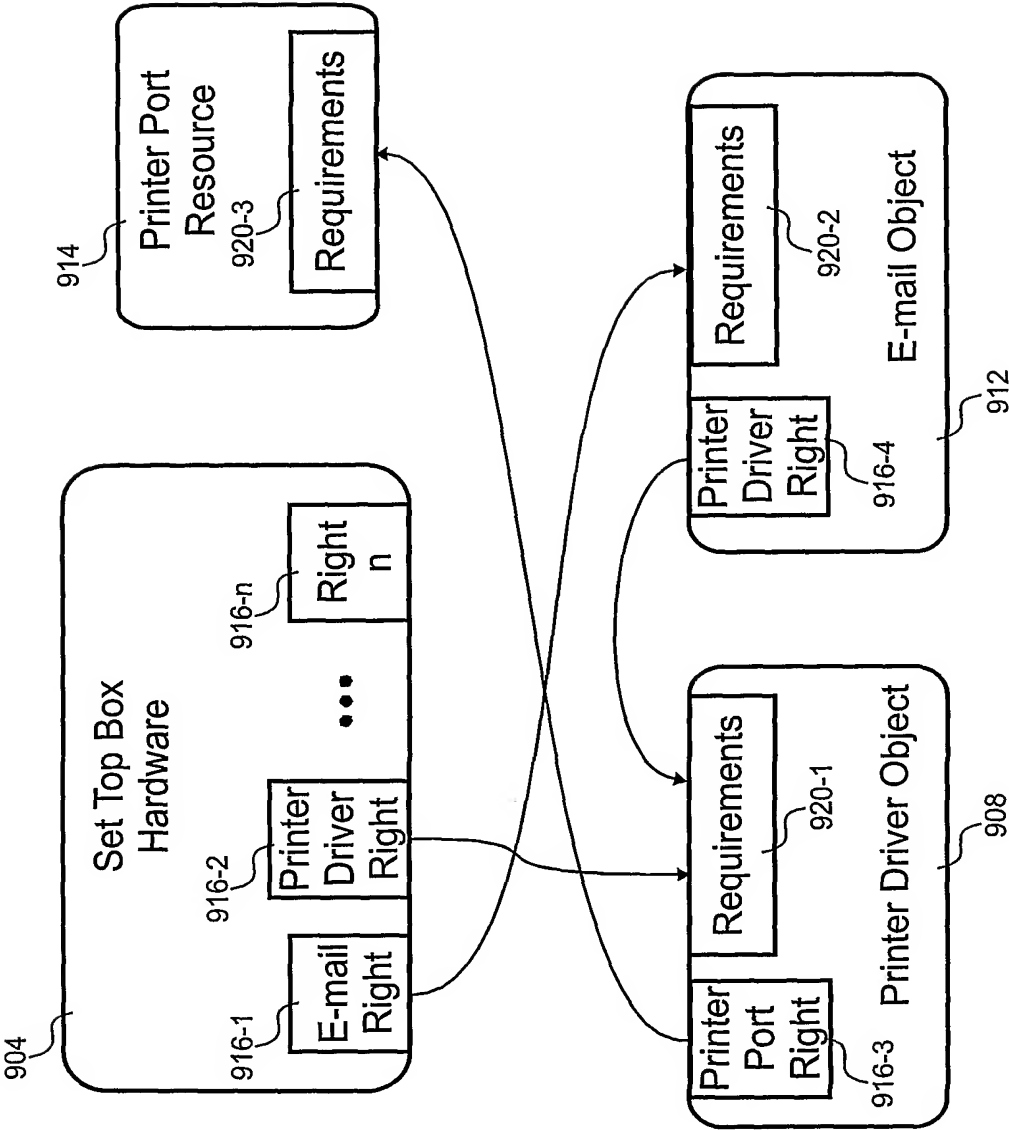 904
Set Top Box
Hardware
916-1
E-mail
Right
916-2
Printer
Driver
Right
916-n
Right
n
914
Printer Port
Resource
920-3
Requirements
Printer
Port
Right
916-3
Requirements
920-1
Printer Driver Object
908
Printer
Driver
Right
916-4
Requirements
920-2
E-mail Object
912